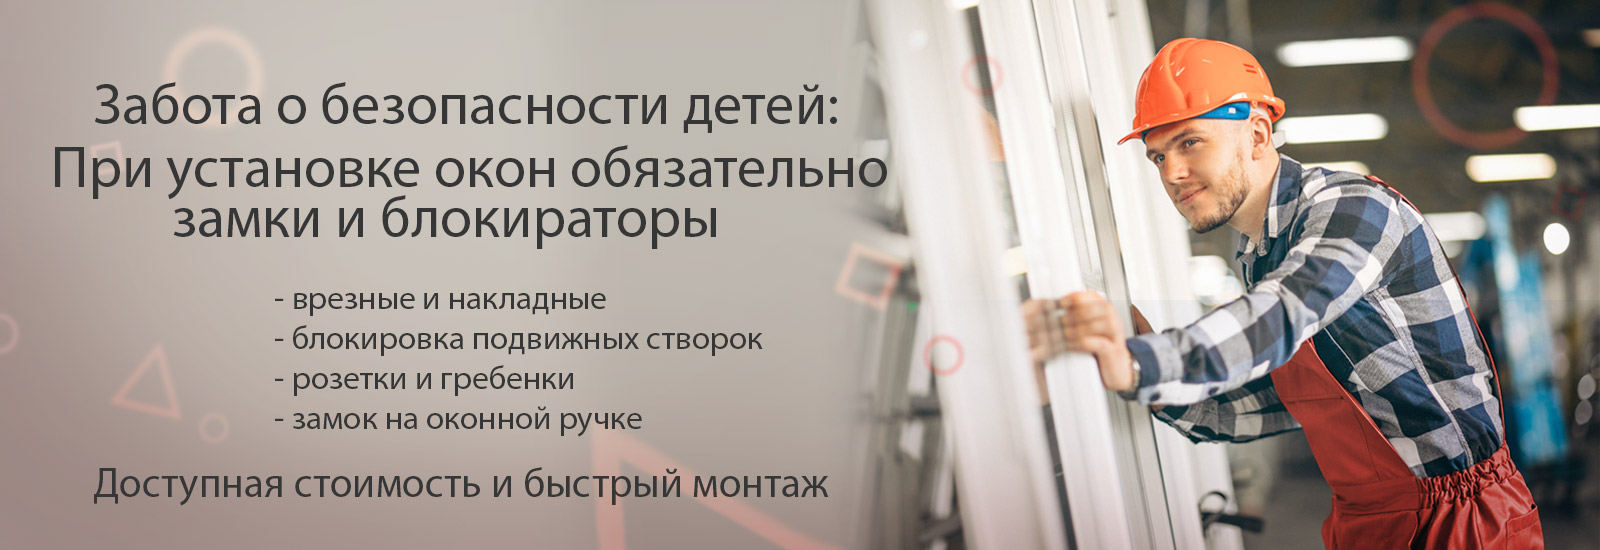 Забота о безопасности детей:
При установке окон обязательно
замки и блокираторы
- врезные и накладные
- блокировка подвижных створок
- розетки и гребенки
- замок на оконной ручке
Доступная стоимость и быстрый монтаж